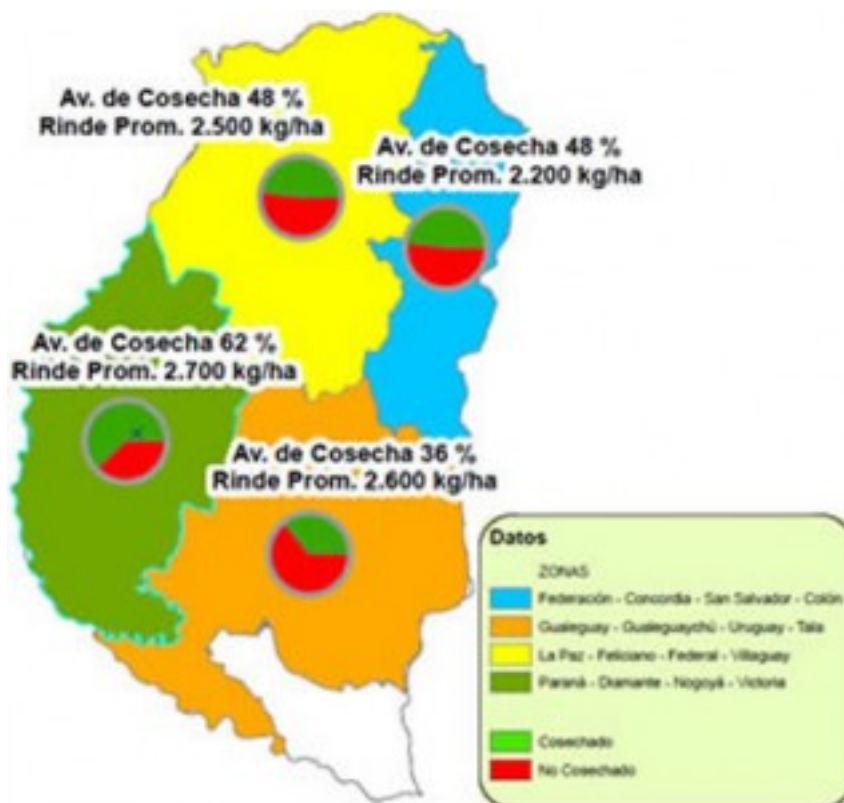 Av. de Cosecha 48 %
Rinde Prom. 2.500 kg/ha
Av. de Cosecha 48 %
Rinde Prom. 2.200 kg/ha
Av. de Cosecha 62 %
Rinde Prom. 2.700 kg/ha
Av. de Cosecha 36 %
Rinde Prom. 2.600 kg/ha
Datos
ZONAS
Federación - Concordia - San Salvador - Colón
Gualeguay - Gualeguaychú - Uruguay - Tala
La Paz - Feliciano - Federal - Villaguay
Paraná - Diamante - Nogoyá - Victoria
Cosechado
No Cosechado